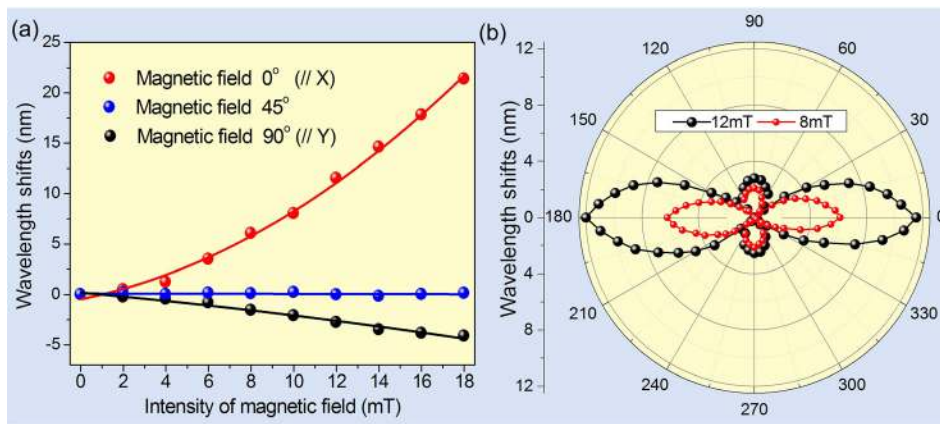 (a)
Wavelength shifts (nm)
25
20
15
10
5
0
-5
Magnetic field 0° (// X)
Magnetic field 45°
Magnetic field 90° (// Y)
0 2 4 6 8 10 12 14 16 18
Intensity of magnetic field (mT)
(b)
Wavelength shifts (nm)
12
8
4
0
4
8
12
90
120 60
150 30
12mT 8mT
180 0
210 330
240 300
270